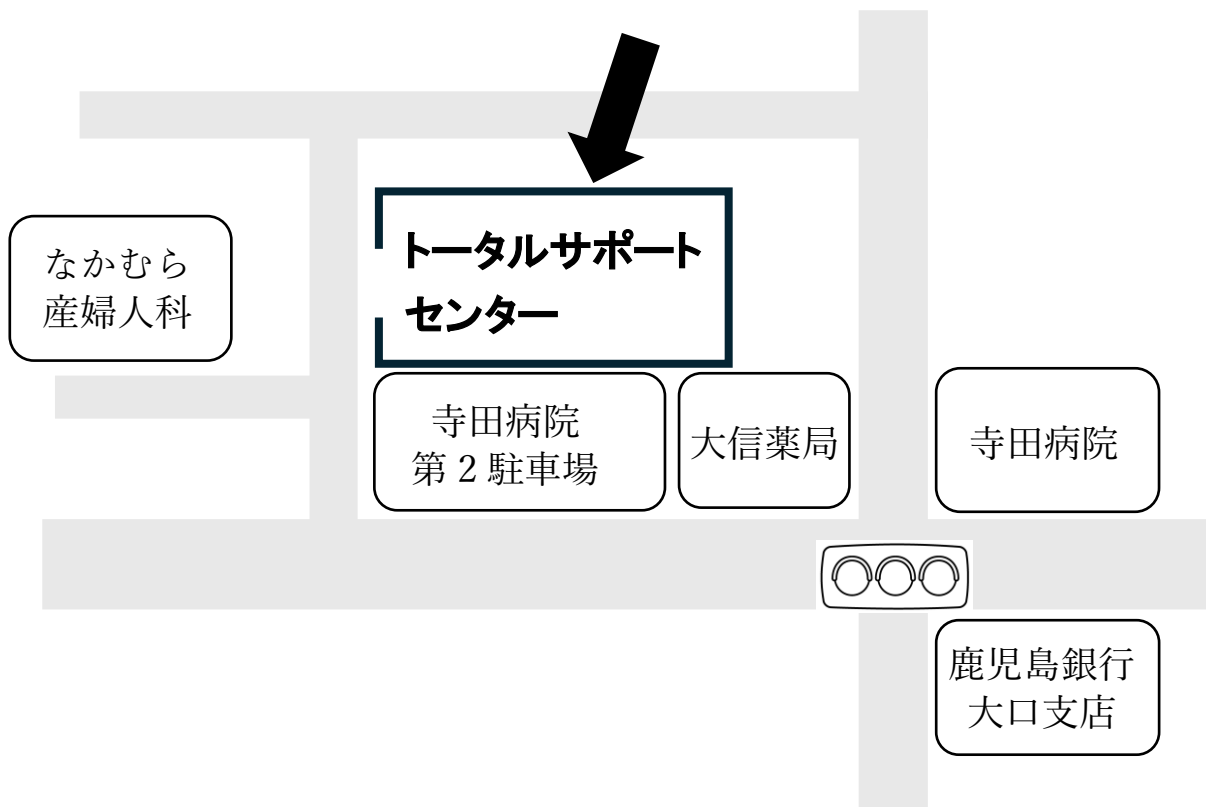 トータルサポート
センター
なかむら
産婦人科
寺田病院
第２駐車場
大信薬局
寺田病院
鹿児島銀行
大口支店